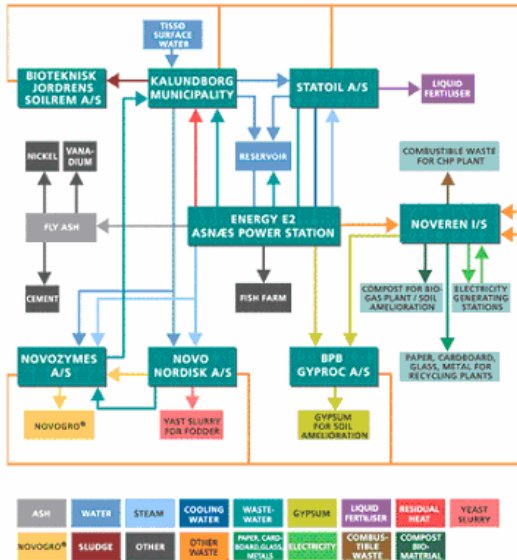 TISSO
SURFACE
WATER
BIOTEKNISK
JORDRENS
SOILREM A/S
KALUNDBORG
MUNICIPALITY
STATOIL A/S
LIQUID
FERTILISER
NICKEL
VANA-
DIUM
RESERVOIR
COMBUSTIBLE WASTE
FOR CHP PLANT
FLY ASH
ENERGY E2
ASNÆS POWER STATION
NOVEREN I/S
CEMENT
FISH FARM
COMPOST FOR BIO-
GAS PLANT / SOIL
AMELIORATION
ELECTRICITY
GENERATING
STATIONS
NOVOZYMES
A/S
NOVO
NORDISK A/S
BPB
GYPROC A/S
PAPER, CARDBOARD,
GLASS, METAL FOR
RECYCLING PLANTS
NOVOGRO®
YAST SLURRY
FOR FODDER
GYPSUM
FOR SOIL
AMELIORATION
ASH
WATER
STEAM
COOLING
WATER
WASTE-
WATER
GYPSUM
LIQUID
FERTILISER
RESIDUAL
HEAT
YEAST
SLURRY
NOVOGRO®
SLUDGE
OTHER
OTHER
WASTE
PAPER, CARD-
BOARD,GLASS,
METALS
ELECTRICITY
COMBUS-
TIBLE
WASTE
COMPOST
BIO-
MATERIAL